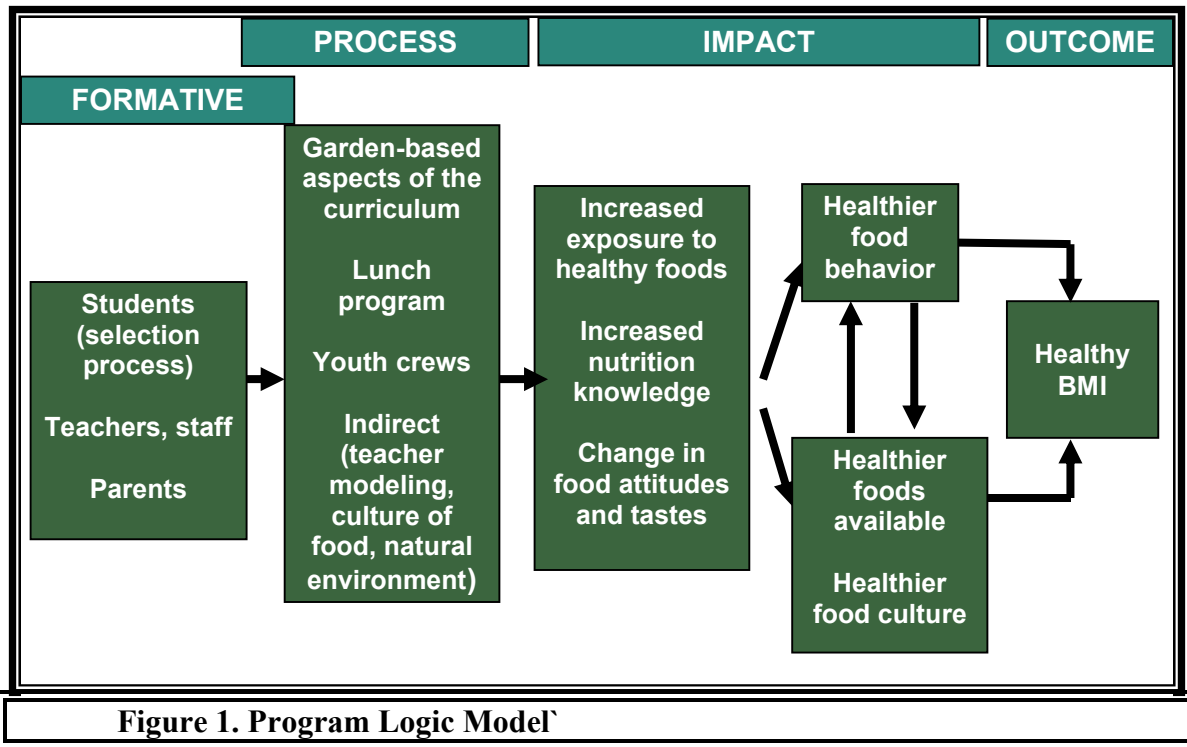 PROCESS
IMPACT
OUTCOME
FORMATIVE
Students
(selection
process)
Teachers, staff
Parents
Garden-based
aspects of the
curriculum
Lunch
program
Youth crews
Indirect
(teacher
modeling,
culture of
food, natural
environment)
Increased
exposure to
healthy foods
Increased
nutrition
knowledge
Change in
food attitudes
and tastes
Healthier
food
behavior
Healthier
foods
available
Healthier
food culture
Healthy
BMI
Figure 1. Program Logic Model`